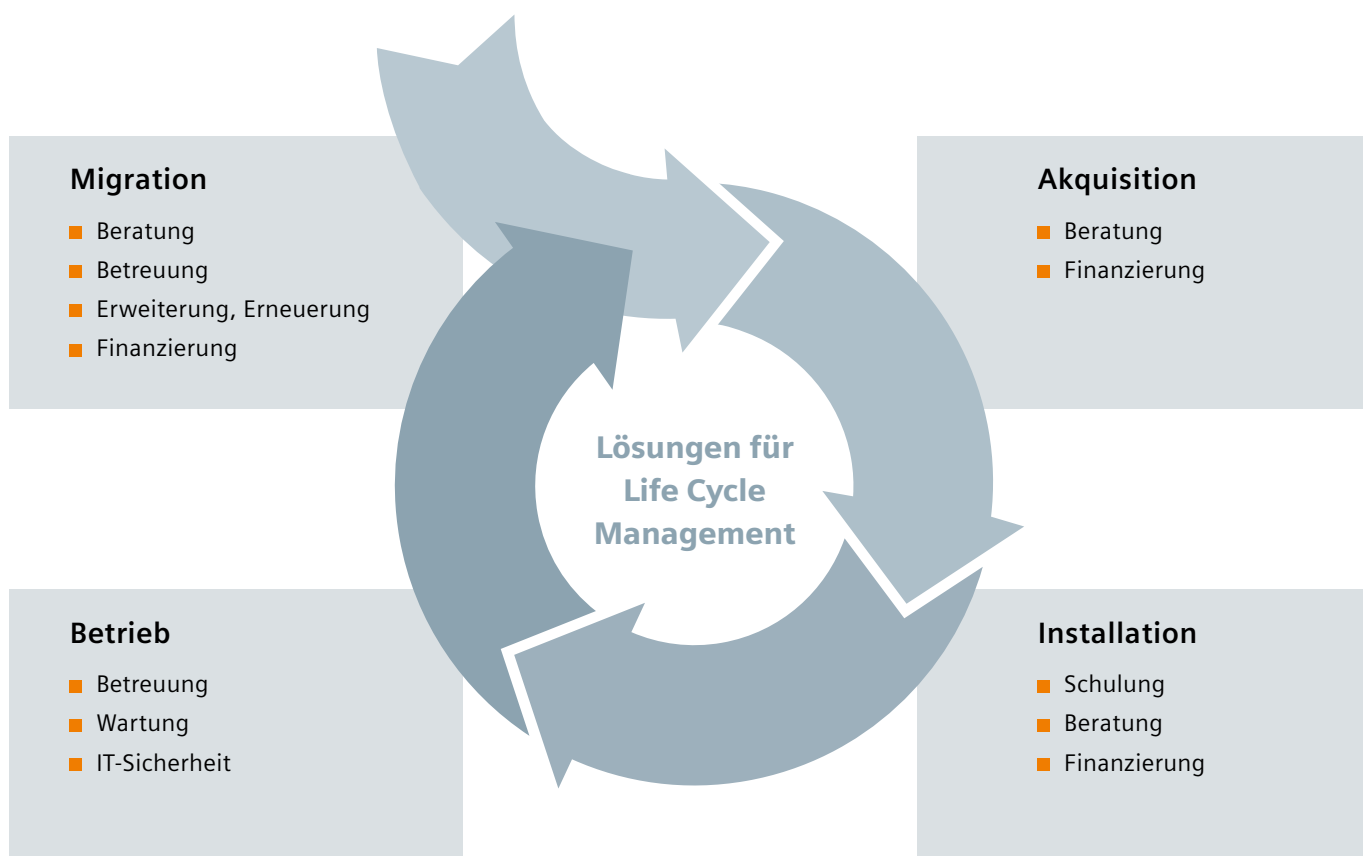 Migration
Beratung
Betreuung
Erweiterung, Erneuerung
Finanzierung
Akquisition
Beratung
Finanzierung
Lösungen für
Life Cycle
Management
Betrieb
Betreuung
Wartung
IT-Sicherheit
Installation
Schulung
Beratung
Finanzierung